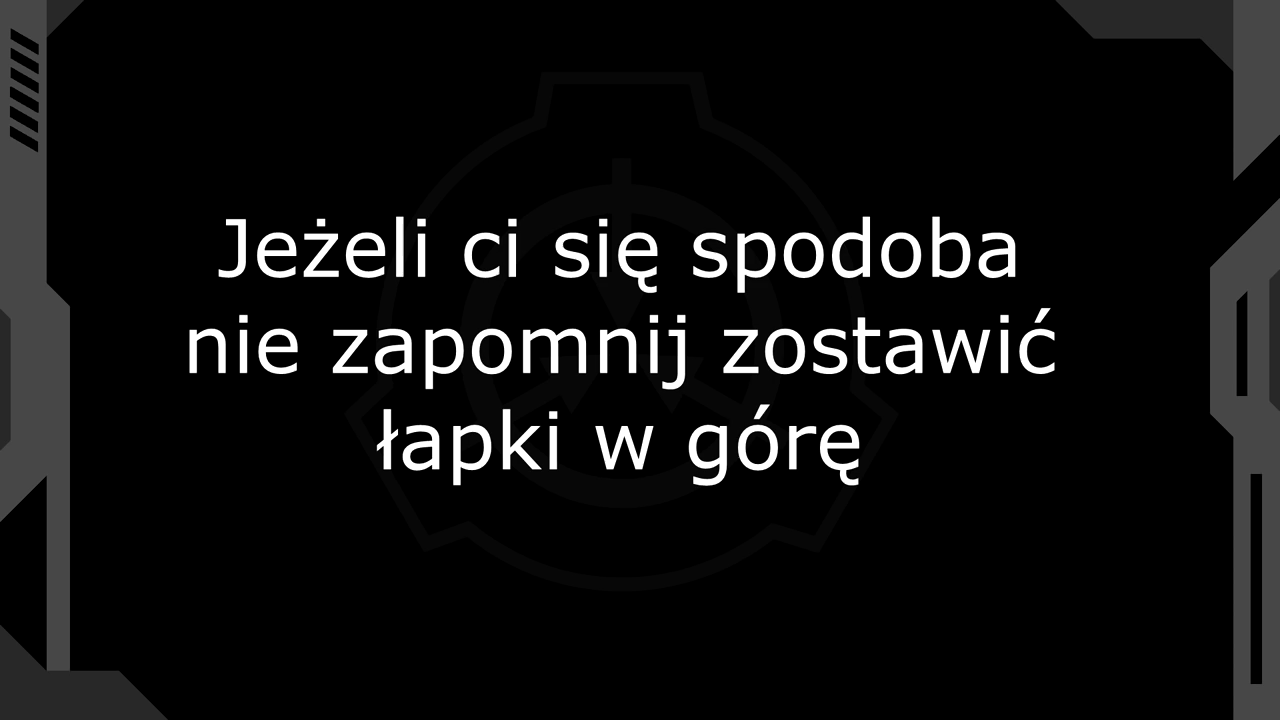 Jeżeli ci się spodoba
nie zapomnij zostawić
łapki w górę